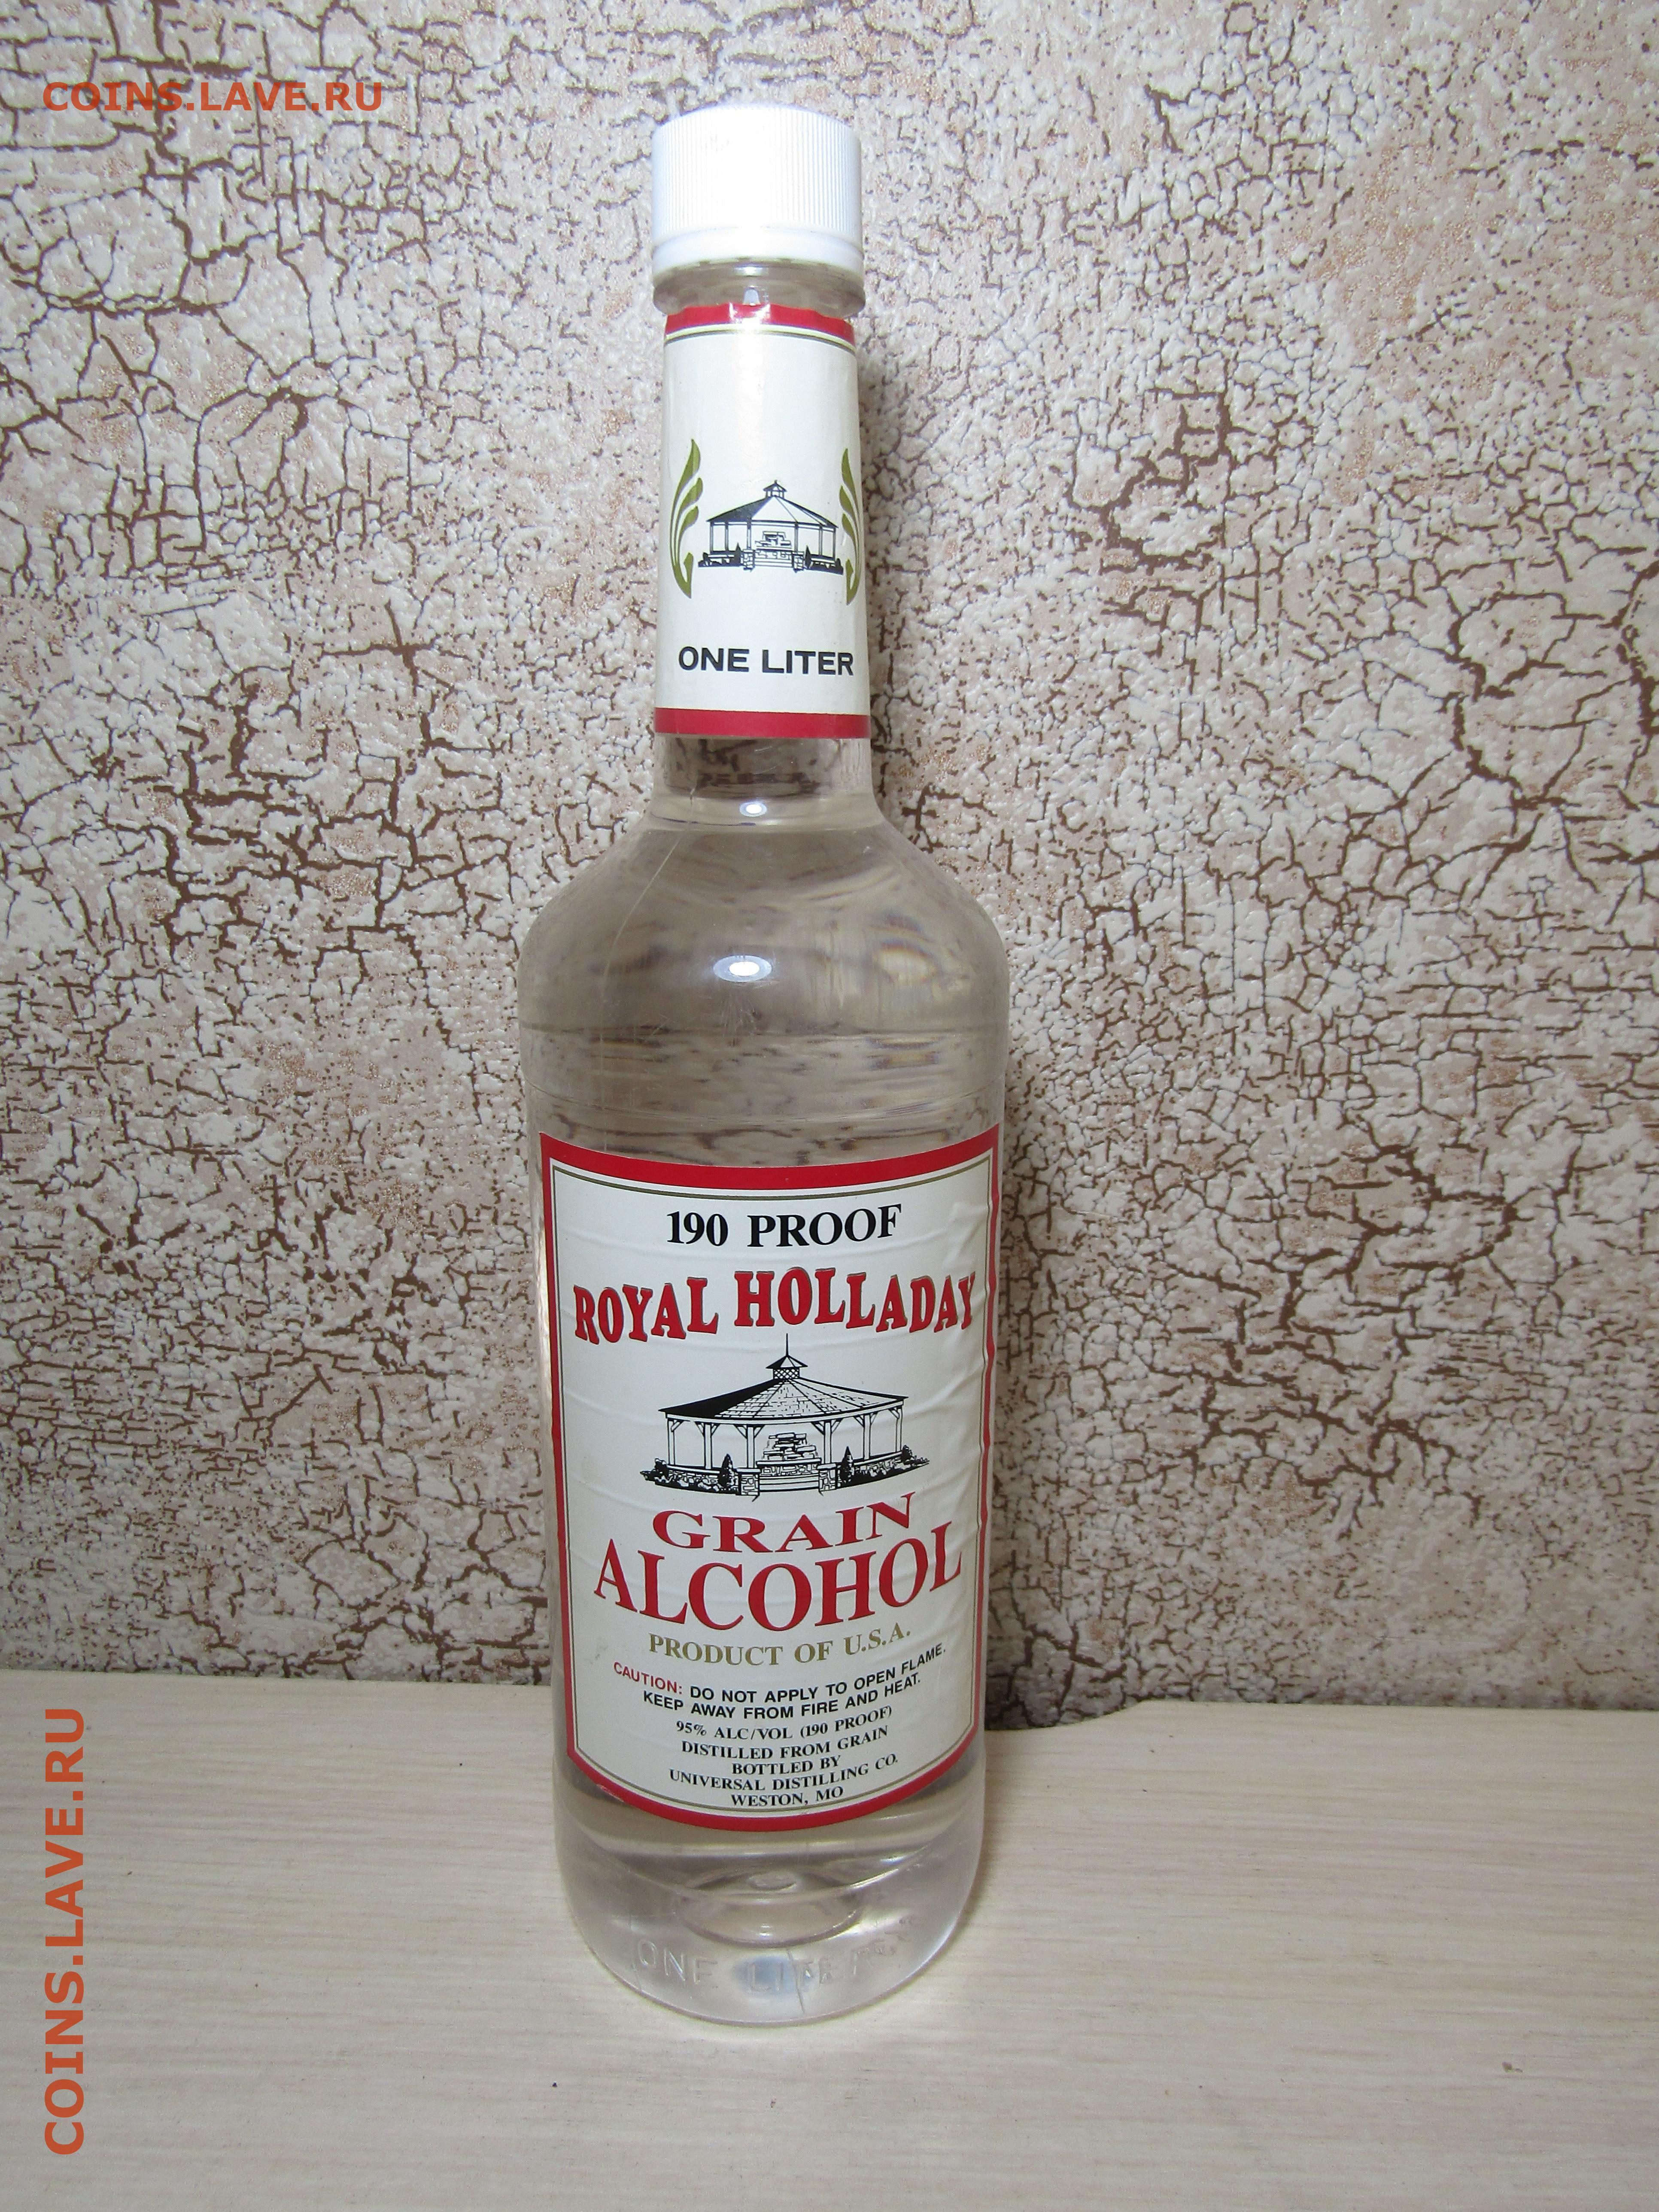 COINS.LAVE.RU
ONE LITER
190 PROOF
ROYAL HOLLADAY
GRAIN
ALCOHOL
PRODUCT OF U.S.A.
CAUTION: DO NOT APPLY TO OPEN FLAME.
KEEP AWAY FROM FIRE AND HEAT.
95% ALC/VOL (190 PROOF)
DISTILLED FROM GRAIN
BOTTLED BY
UNIVERSAL DISTILLING CO.
WESTON, MO
ONE LITER
COINS.LAVE.RU